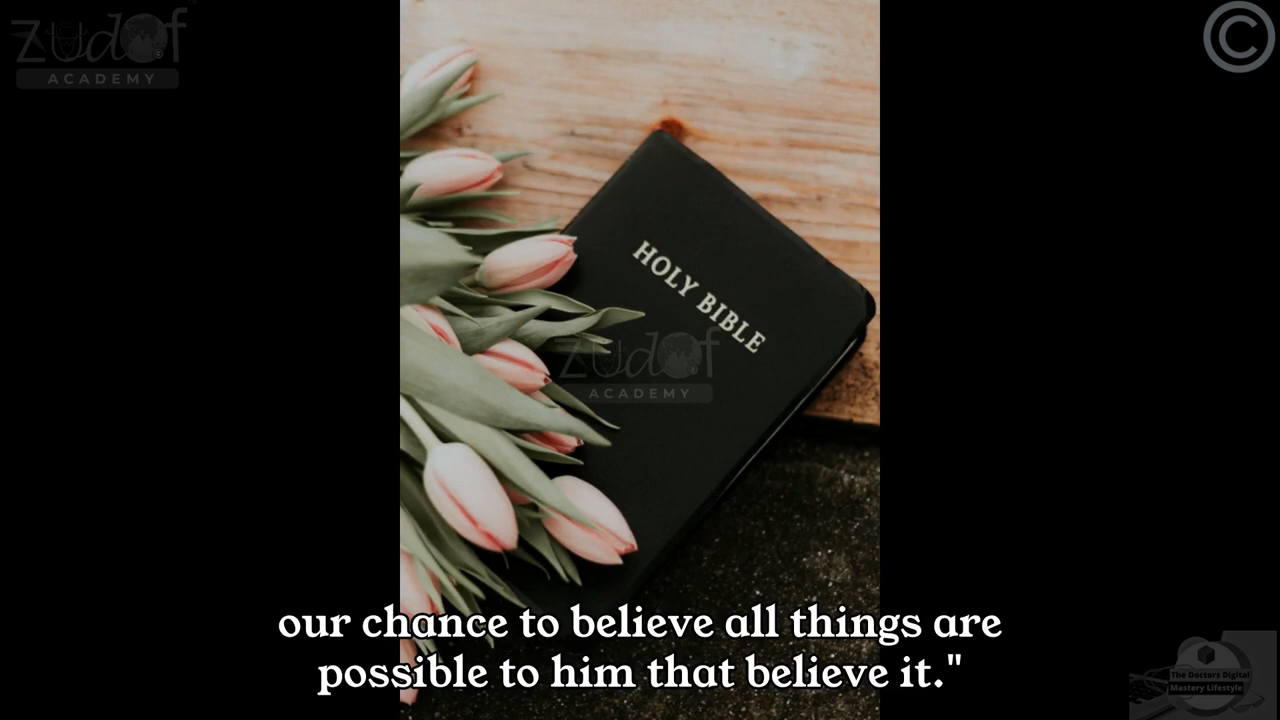 Zudof
ACADEMY
©
HOLY BIBLE
Zudof
ACADEMY
our chance to believe all things are
possible to him that believe it."
The Doctors Digital
Mastery Lifestyle